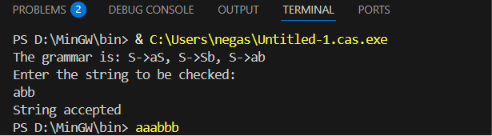 PROBLEMS 2 DEBUG CONSOLE OUTPUT TERMINAL PORTS
PS D:\MinGW\bin> & C:\Users\negas\Untitled-1.cas.exe
The grammar is: S->aS, S->Sb, S->ab
Enter the string to be checked:
abb
String accepted
PS D:\MinGW\bin> aaabbb